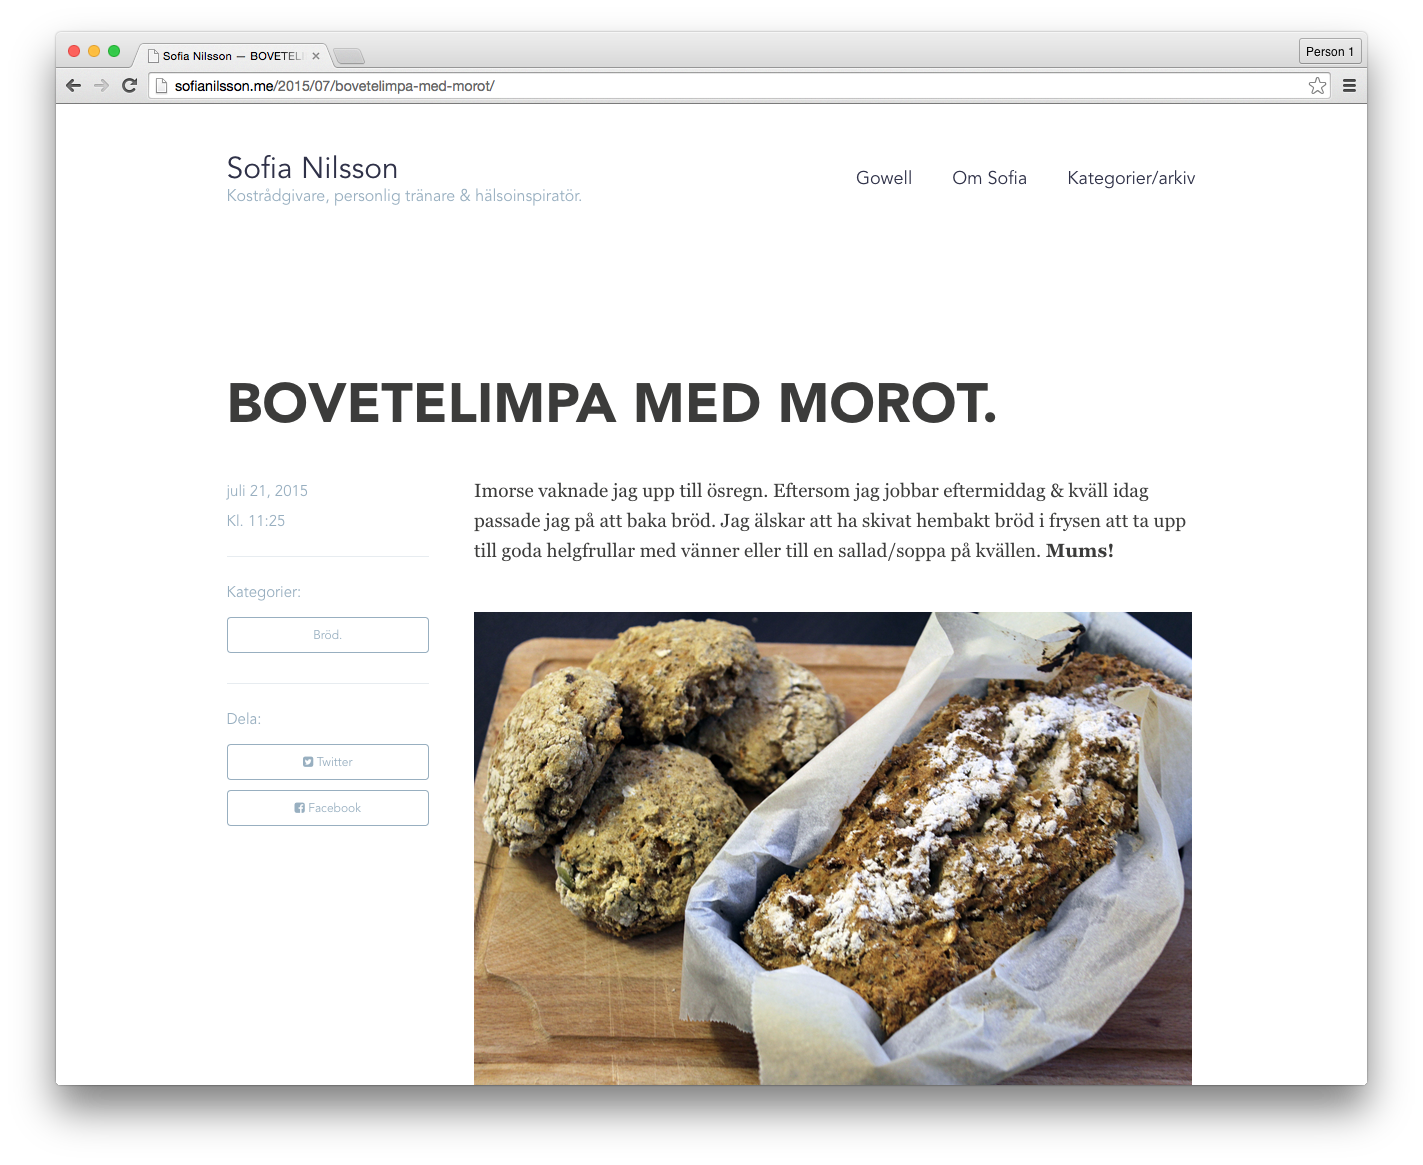 Sofia Nilsson — BOVETEL
Person 1
sofianilsson.me/2015/07/bovetelimpa-med-morot/
Sofia Nilsson
Kostrådgivare, personlig tränare & hälsoinspiratör.
Gowell
Om Sofia
Kategorier/arkiv
BOVETELIMPA MED MOROT.
juli 21, 2015
Kl. 11:25
Kategorier:
Bröd.
Dela:
Twitter
Facebook
Imorse vaknade jag upp till ösregn. Eftersom jag jobbar eftermiddag & kväll idag
passade jag på att baka bröd. Jag älskar att ha skivat hembakt bröd i frysen att ta upp
till goda helgfrullar med vänner eller till en sallad/soppa på kvällen. Mums!